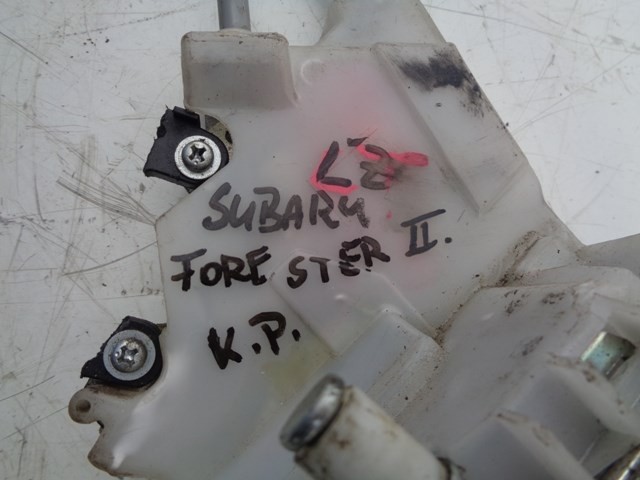 LZ
SUBARU
FORESTER II.
K.P.